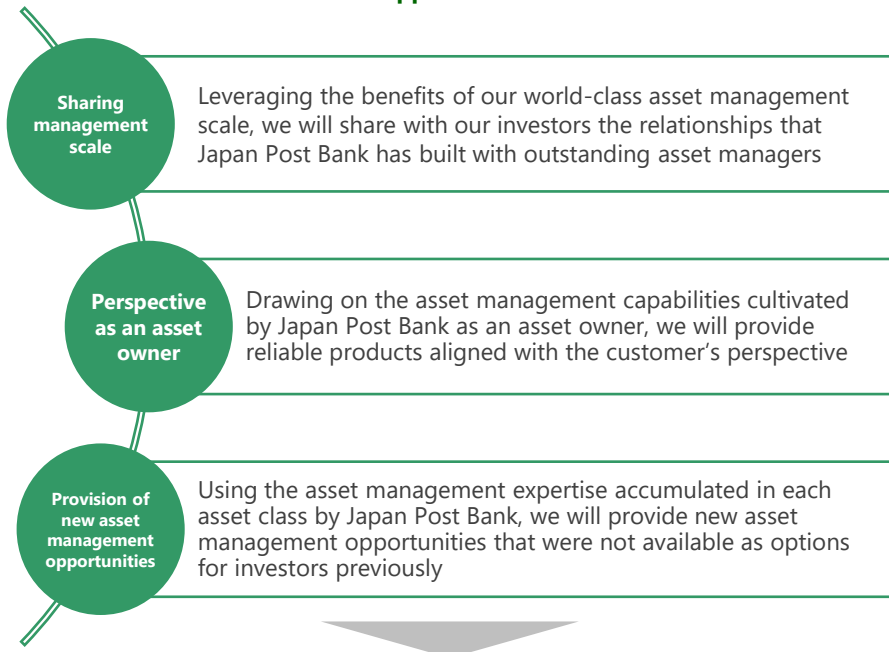 Sharing
management
scale
Leveraging the benefits of our world-class asset management
scale, we will share with our investors the relationships that
Japan Post Bank has built with outstanding asset managers
Perspective
as an asset
owner
Drawing on the asset management capabilities cultivated
by Japan Post Bank as an asset owner, we will provide
reliable products aligned with the customer's perspective
Provision of
new asset
management
opportunities
Using the asset management expertise accumulated in each
asset class by Japan Post Bank, we will provide new asset
management opportunities that were not available as options
for investors previously